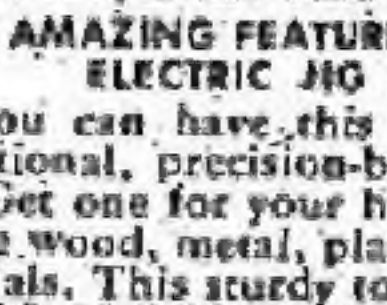 AMAZING FEATUR
ELECTRIC JIG
ou can have this
tional, precision-b
et one for your h
wood, metal, pla
als. This sturdy to